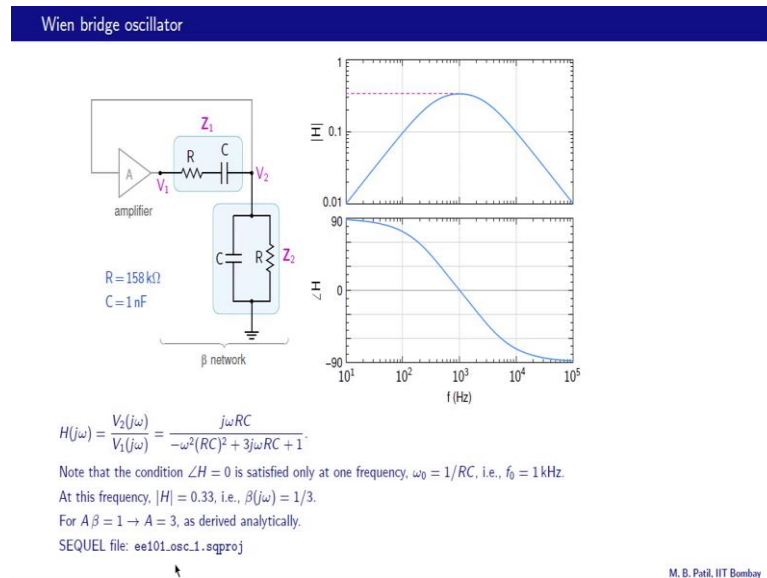 Wien bridge oscillator
Z1
R
C
A
V1
V2
amplifier
C
R
Z2
R = 158 kΩ
C = 1 nF
β network
|H|
1
0.1
0.01
∠H
90
0
−90
10^1 10^2 10^3 10^4 10^5
f (Hz)
H(jω) = V2(jω)/V1(jω) = jωRC/(−ω^2(RC)^2 + 3jωRC + 1).
Note that the condition ∠H = 0 is satisfied only at one frequency, ω0 = 1/RC, i.e., f0 = 1 kHz.
At this frequency, |H| = 0.33, i.e., β(jω) = 1/3.
For A β = 1 → A = 3, as derived analytically.
SEQUEL file: ee101_osc_1.sqproj
M. B. Patil, IIT Bombay